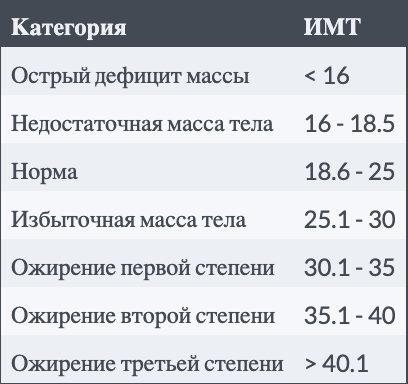 Категория ИМТ
Острый дефицит массы < 16
Недостаточная масса тела 16 - 18.5
Норма 18.6 - 25
Избыточная масса тела 25.1 - 30
Ожирение первой степени 30.1 - 35
Ожирение второй степени 35.1 - 40
Ожирение третьей степени > 40.1